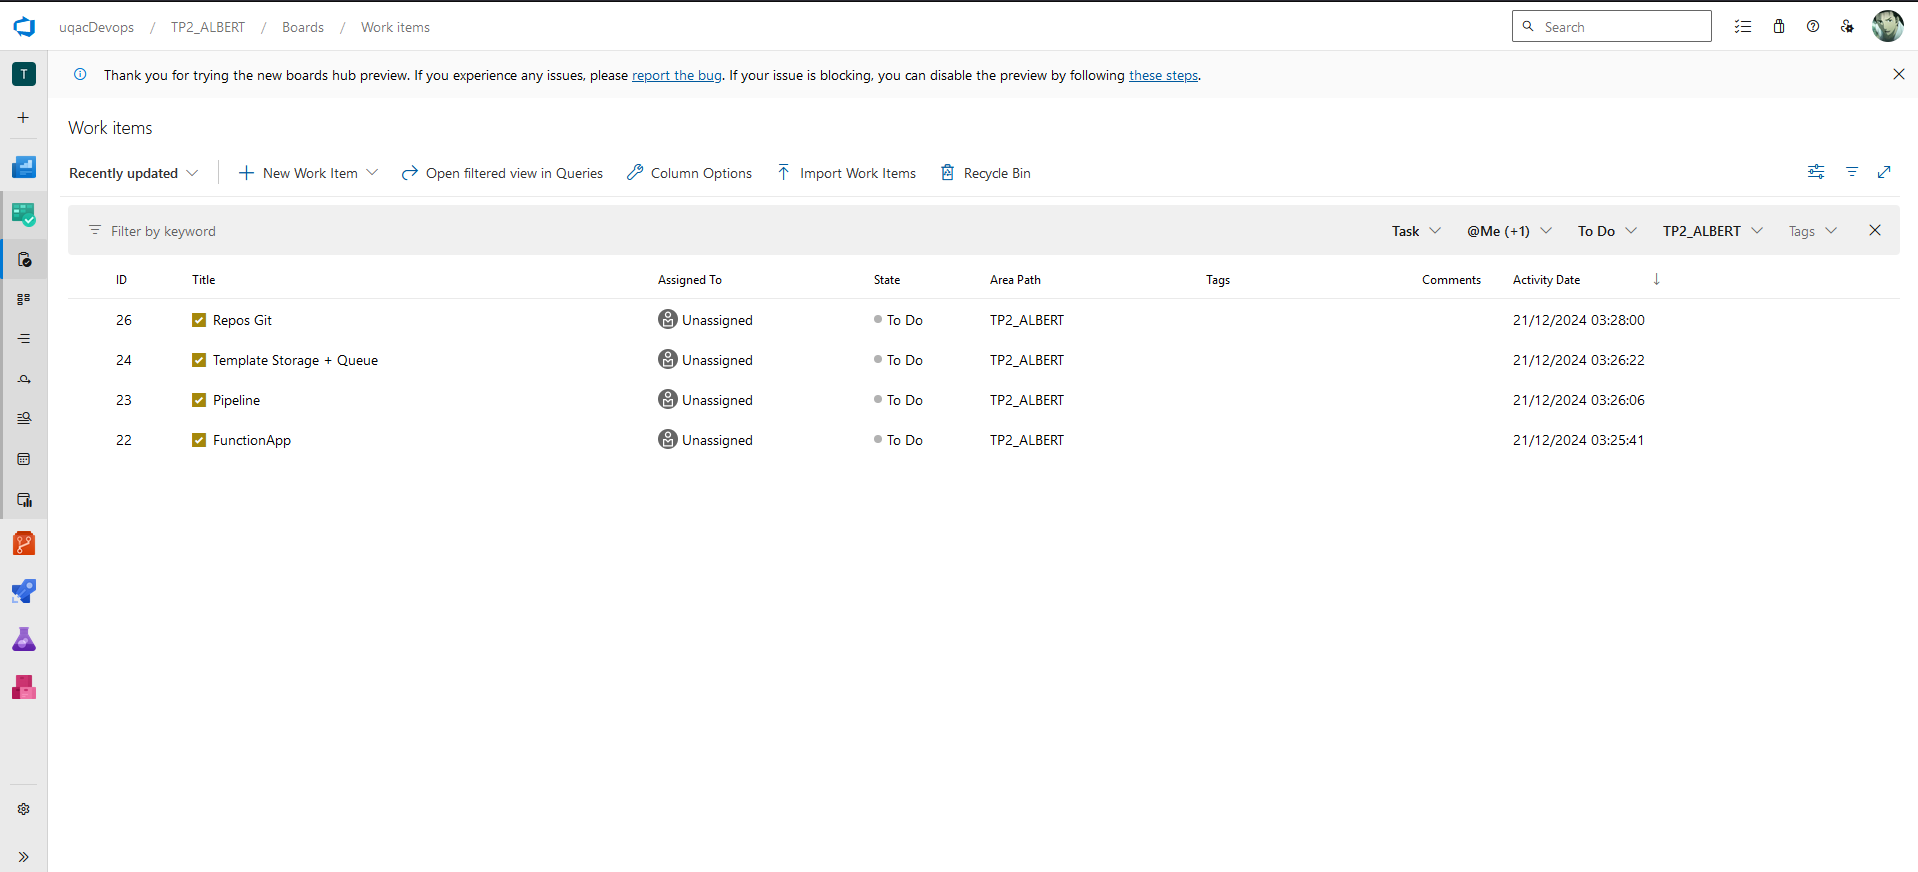 uqacDevops / TP2_ALBERT / Boards / Work items
Search
T
Thank you for trying the new boards hub preview. If you experience any issues, please report the bug. If your issue is blocking, you can disable the preview by following these steps.
Work items
Recently updated New Work Item Open filtered view in Queries Column Options Import Work Items Recycle Bin
Filter by keyword Task @Me (+1) To Do TP2_ALBERT Tags
ID Title Assigned To State Area Path Tags Comments Activity Date
26 Repos Git Unassigned To Do TP2_ALBERT 21/12/2024 03:28:00
24 Template Storage + Queue Unassigned To Do TP2_ALBERT 21/12/2024 03:26:22
23 Pipeline Unassigned To Do TP2_ALBERT 21/12/2024 03:26:06
22 FunctionApp Unassigned To Do TP2_ALBERT 21/12/2024 03:25:41